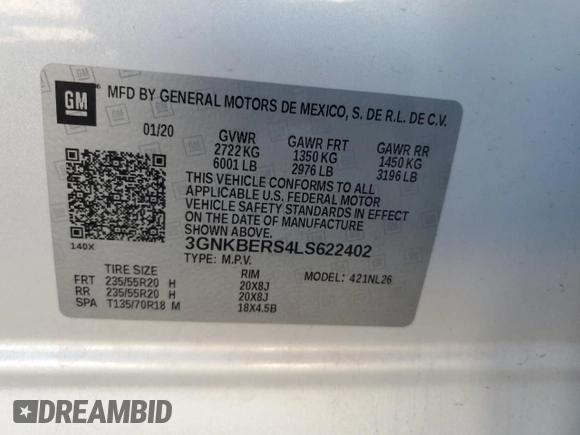 GM
MFD BY GENERAL MOTORS DE MEXICO, S. DE R.L. DE C.V.
01/20 GVWR GAWR FRT GAWR RR
2722 KG 1350 KG 1450 KG
6001 LB 2976 LB 3196 LB
THIS VEHICLE CONFORMS TO ALL
APPLICABLE U.S. FEDERAL MOTOR
VEHICLE SAFETY STANDARDS IN EFFECT
ON THE DATE OF MANUFACTURE
SHOWN ABOVE.
140X
3GNKBERS4LS622402
TYPE: M.P.V.
TIRE SIZE RIM MODEL: 421NL26
FRT 235/55R20 H 20X8J
RR 235/55R20 H 20X8J
SPA T135/70R18 M 18X4.5B
DREAMBID